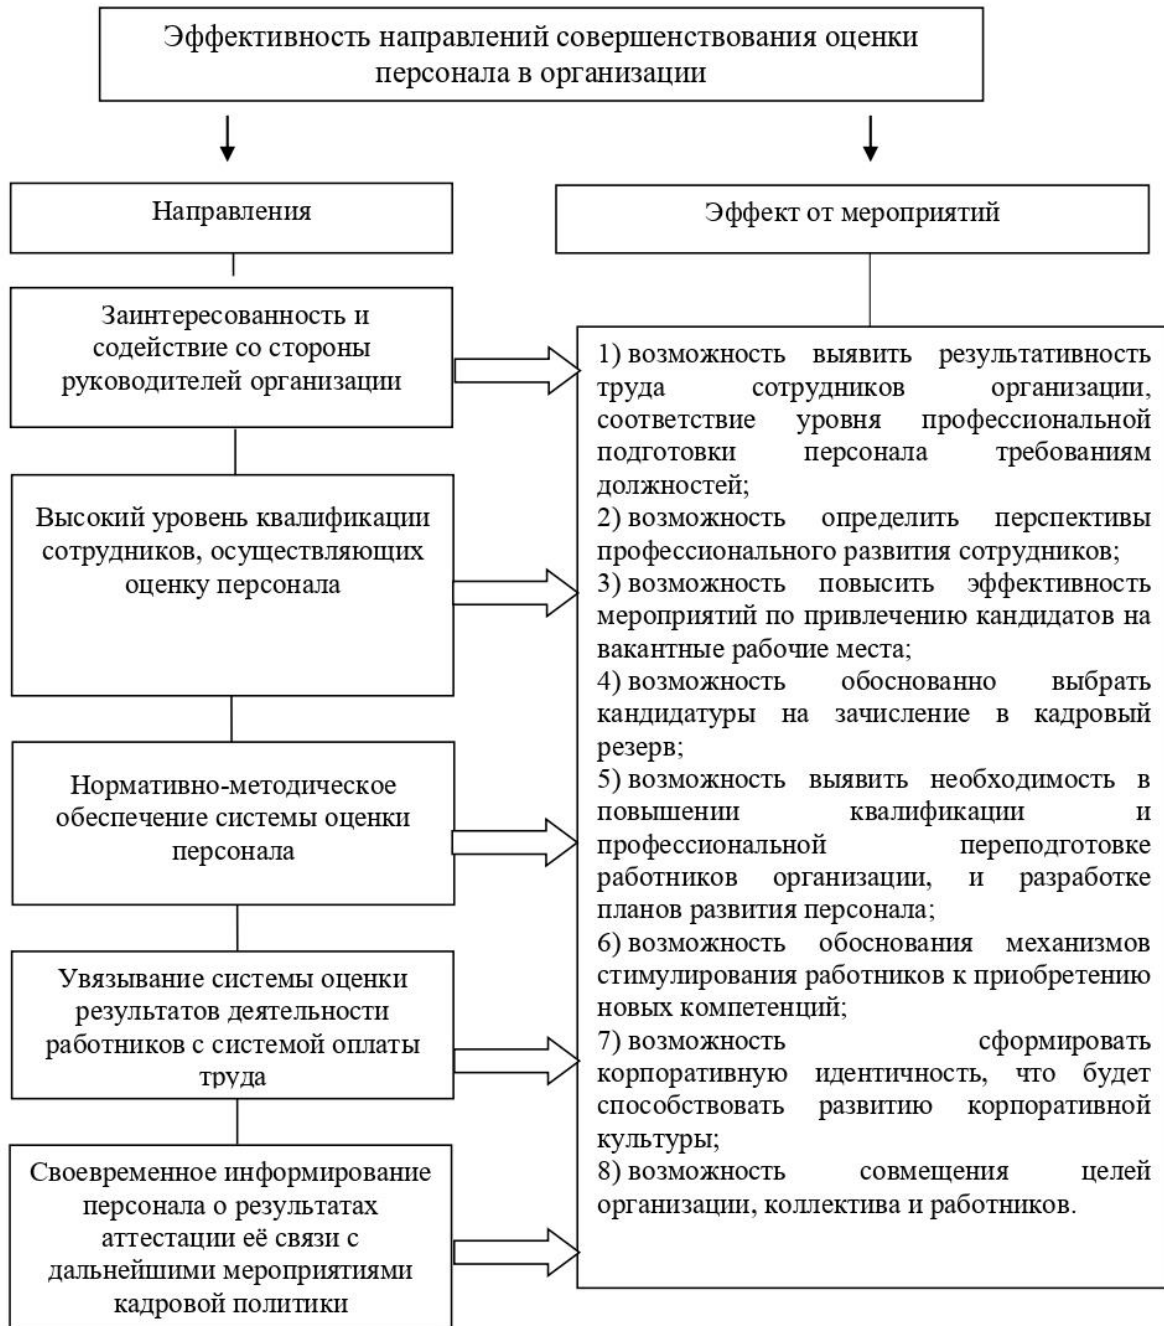 Эффективность направлений совершенствования оценки
персонала в организации
Направления
Эффект от мероприятий
Заинтересованность и
содействие со стороны
руководителей организации
Высокий уровень квалификации
сотрудников, осуществляющих
оценку персонала
Нормативно-методическое
обеспечение системы оценки
персонала
Увязывание системы оценки
результатов деятельности
работников с системой оплаты
труда
Своевременное информирование
персонала о результатах
аттестации её связи с
дальнейшими мероприятиями
кадровой политики
1) возможность выявить результативность
труда сотрудников организации,
соответствие уровня профессиональной
подготовки персонала требованиям
должностей;
2) возможность определить перспективы
профессионального развития сотрудников;
3) возможность повысить эффективность
мероприятий по привлечению кандидатов на
вакантные рабочие места;
4) возможность обоснованно выбрать
кандидатуры на зачисление в кадровый
резерв;
5) возможность выявить необходимость в
повышении квалификации и
профессиональной переподготовке
работников организации, и разработке
планов развития персонала;
6) возможность обоснования механизмов
стимулирования работников к приобретению
новых компетенций;
7) возможность сформировать
корпоративную идентичность, что будет
способствовать развитию корпоративной
культуры;
8) возможность совмещения целей
организации, коллектива и работников.